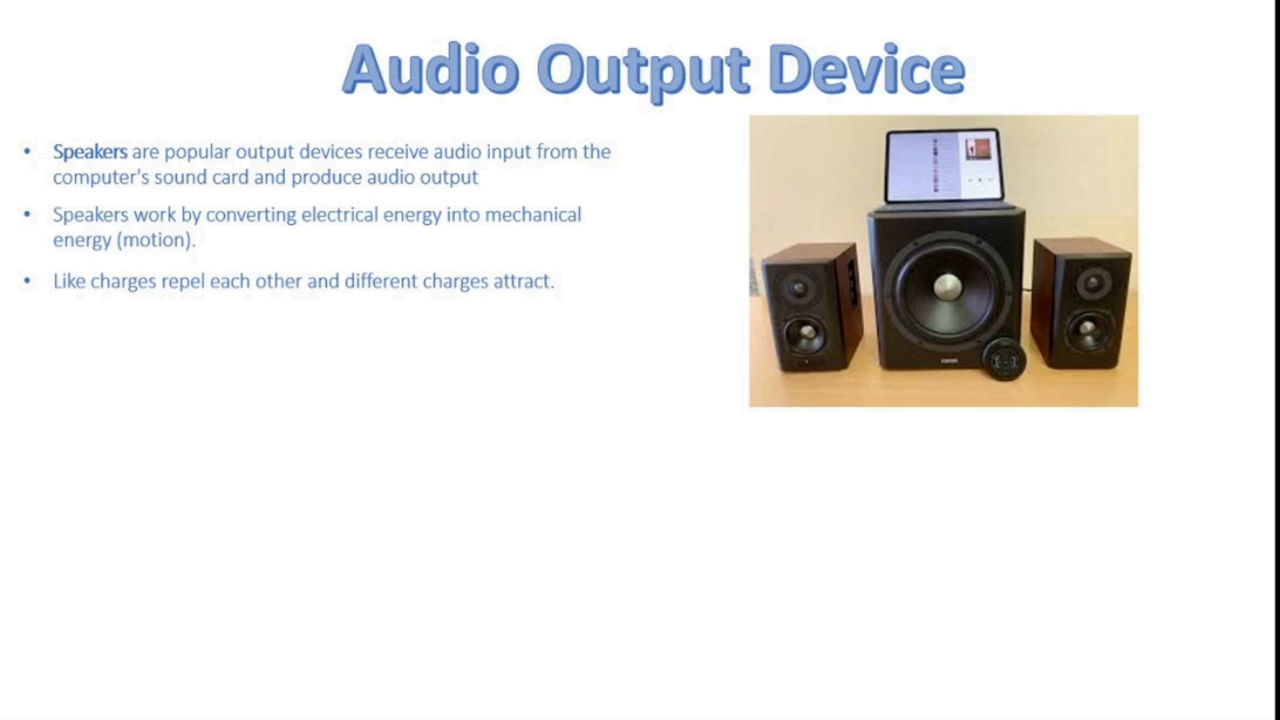 Audio Output Device
• Speakers are popular output devices receive audio input from the
computer's sound card and produce audio output
• Speakers work by converting electrical energy into mechanical
energy (motion).
• Like charges repel each other and different charges attract.